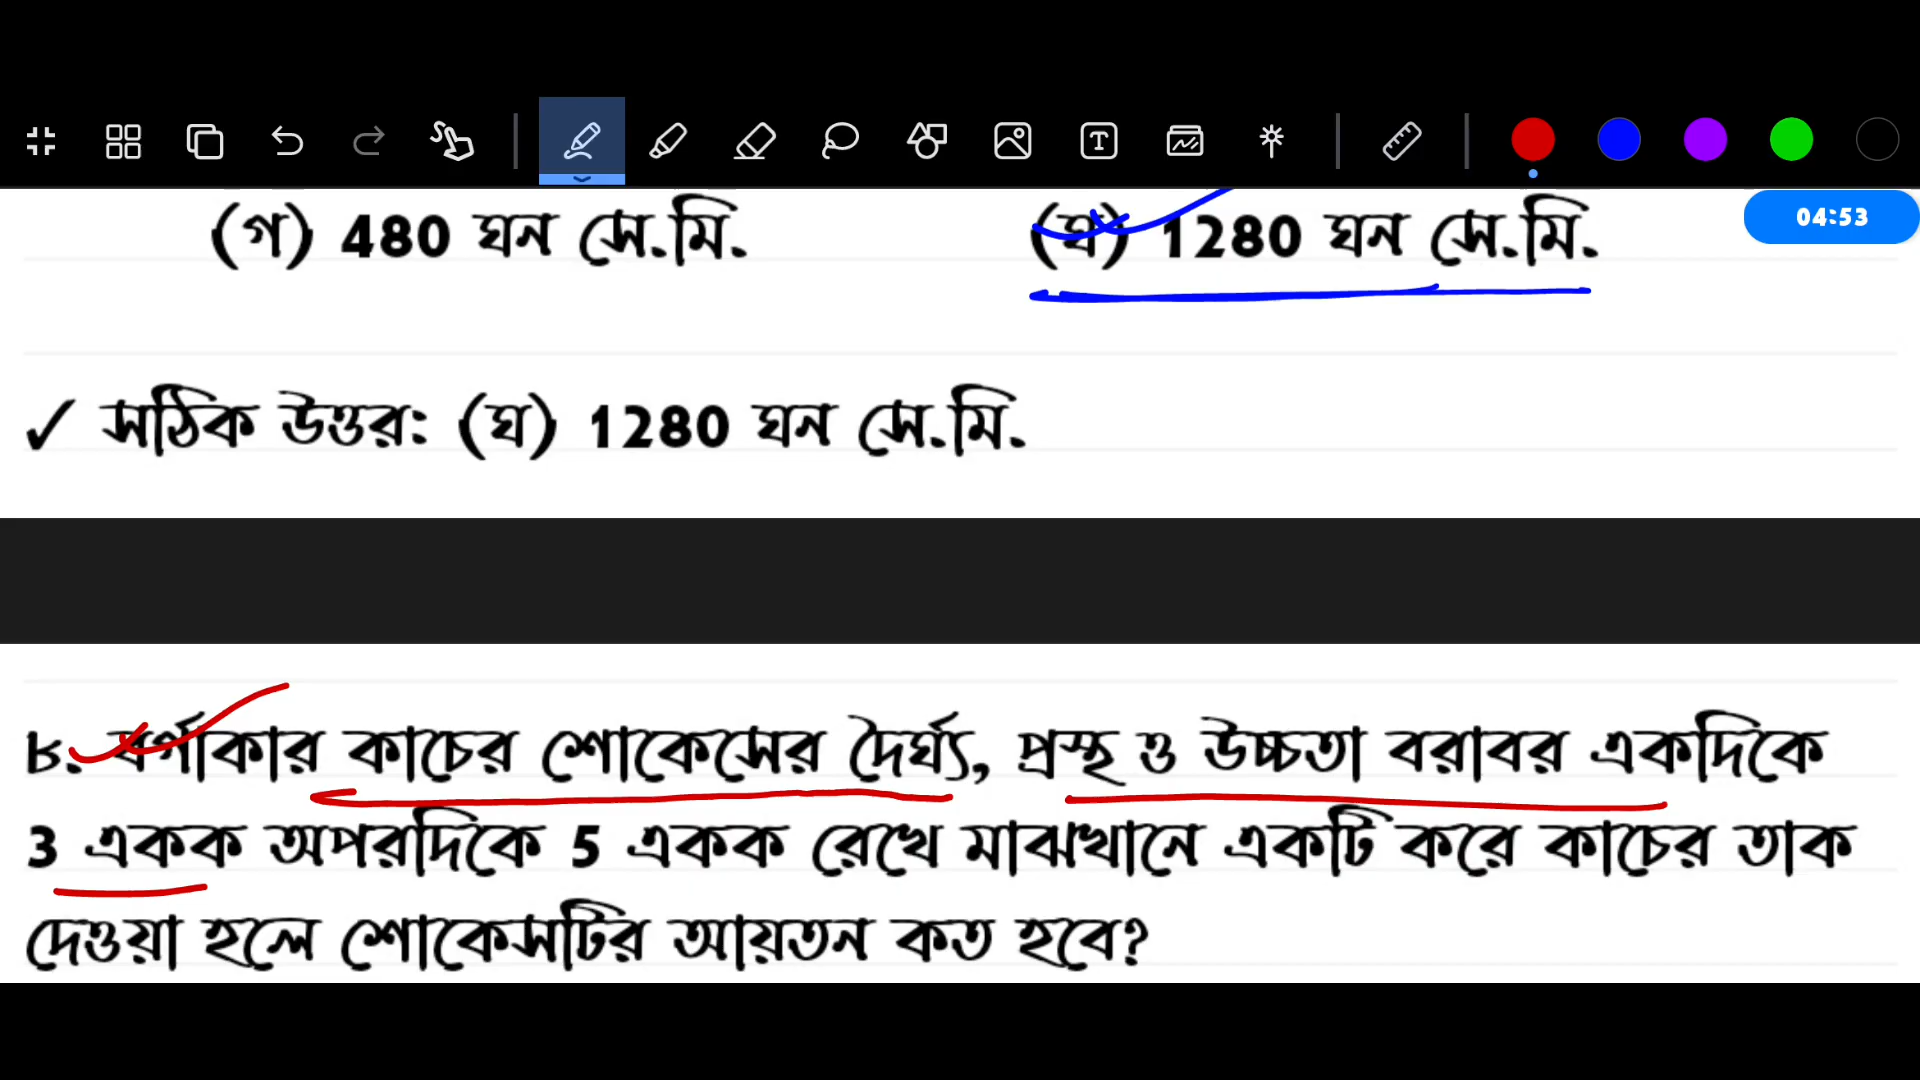 04:53
(গ) 480 ঘন সে.মি. (ঘ) 1280 ঘন সে.মি.
✓ সঠিক উত্তর: (ঘ) 1280 ঘন সে.মি.
৮. বর্গাকার কাচের শোকেসের দৈর্ঘ্য, প্রস্থ ও উচ্চতা বরাবর একদিকে
3 একক অপরদিকে 5 একক রেখে মাঝখানে একটি করে কাচের তাক
দেওয়া হলে শোকেসটির আয়তন কত হবে?